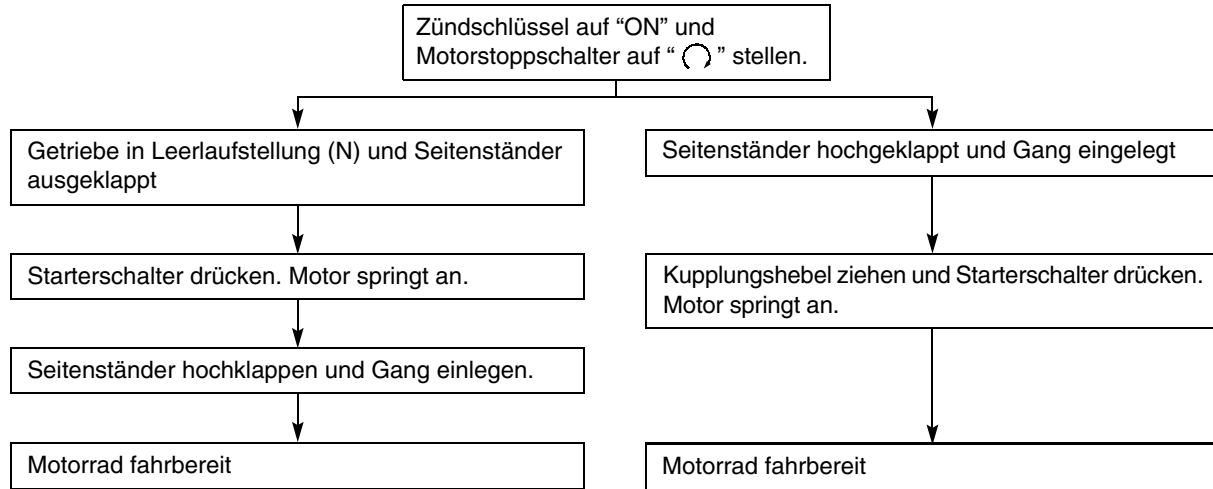 Zündschlüssel auf “ON” und
Motorstoppschalter auf “ ” stellen.
Getriebe in Leerlaufstellung (N) und Seitenständer
ausgeklappt
Starterschalter drücken. Motor springt an.
Seitenständer hochklappen und Gang einlegen.
Motorrad fahrbereit
Seitenständer hochgeklappt und Gang eingelegt
Kupplungshebel ziehen und Starterschalter drücken.
Motor springt an.
Motorrad fahrbereit